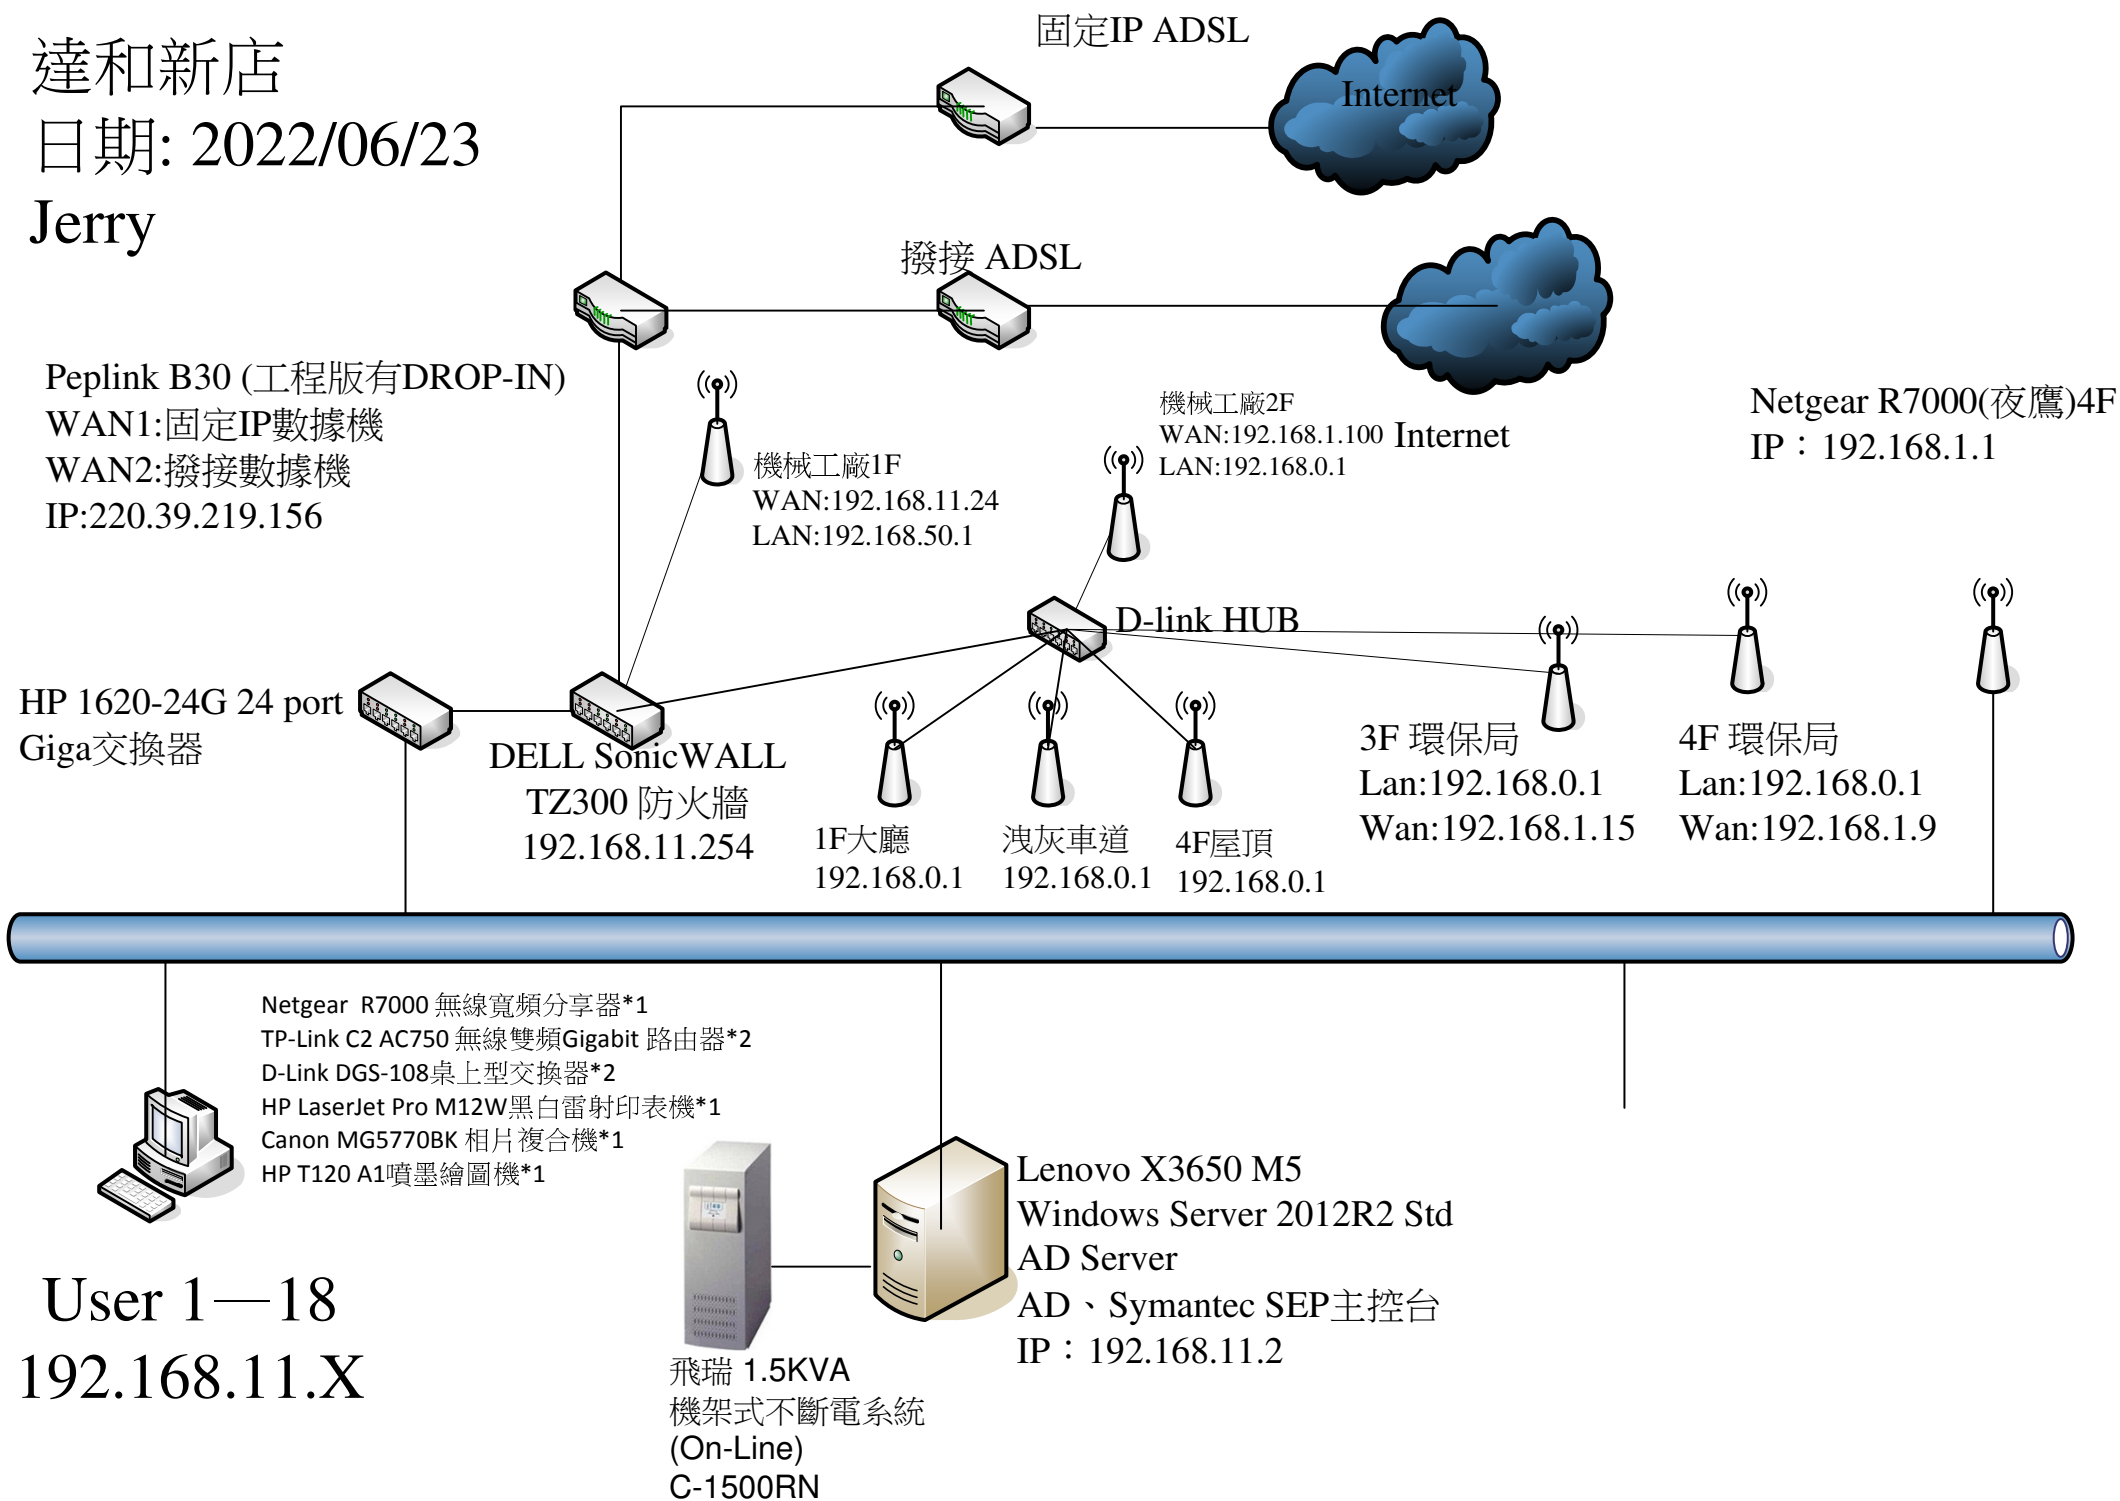 達和新店
日期: 2022/06/23
Jerry
固定IP ADSL
Internet
撥接 ADSL
Internet
Peplink B30 (工程版有DROP-IN)
WAN1:固定IP數據機
WAN2:撥接數據機
IP:220.39.219.156
機械工廠1F
WAN:192.168.11.24
LAN:192.168.50.1
機械工廠2F
WAN:192.168.1.100
LAN:192.168.0.1
Netgear R7000(夜鷹)4F
IP：192.168.1.1
D-link HUB
HP 1620-24G 24 port
Giga交換器
DELL SonicWALL
TZ300 防火牆
192.168.11.254
1F大廳
192.168.0.1
洩灰車道
192.168.0.1
4F屋頂
192.168.0.1
3F 環保局
Lan:192.168.0.1
Wan:192.168.1.15
4F 環保局
Lan:192.168.0.1
Wan:192.168.1.9
Netgear  R7000 無線寬頻分享器*1
TP-Link C2 AC750 無線雙頻Gigabit 路由器*2
D-Link DGS-108桌上型交換器*2
HP LaserJet Pro M12W黑白雷射印表機*1
Canon MG5770BK 相片複合機*1
HP T120 A1噴墨繪圖機*1
User 1—18
192.168.11.X
飛瑞 1.5KVA
機架式不斷電系統
(On-Line)
C-1500RN
Lenovo X3650 M5
Windows Server 2012R2 Std
AD Server
AD、Symantec SEP主控台
IP：192.168.11.2